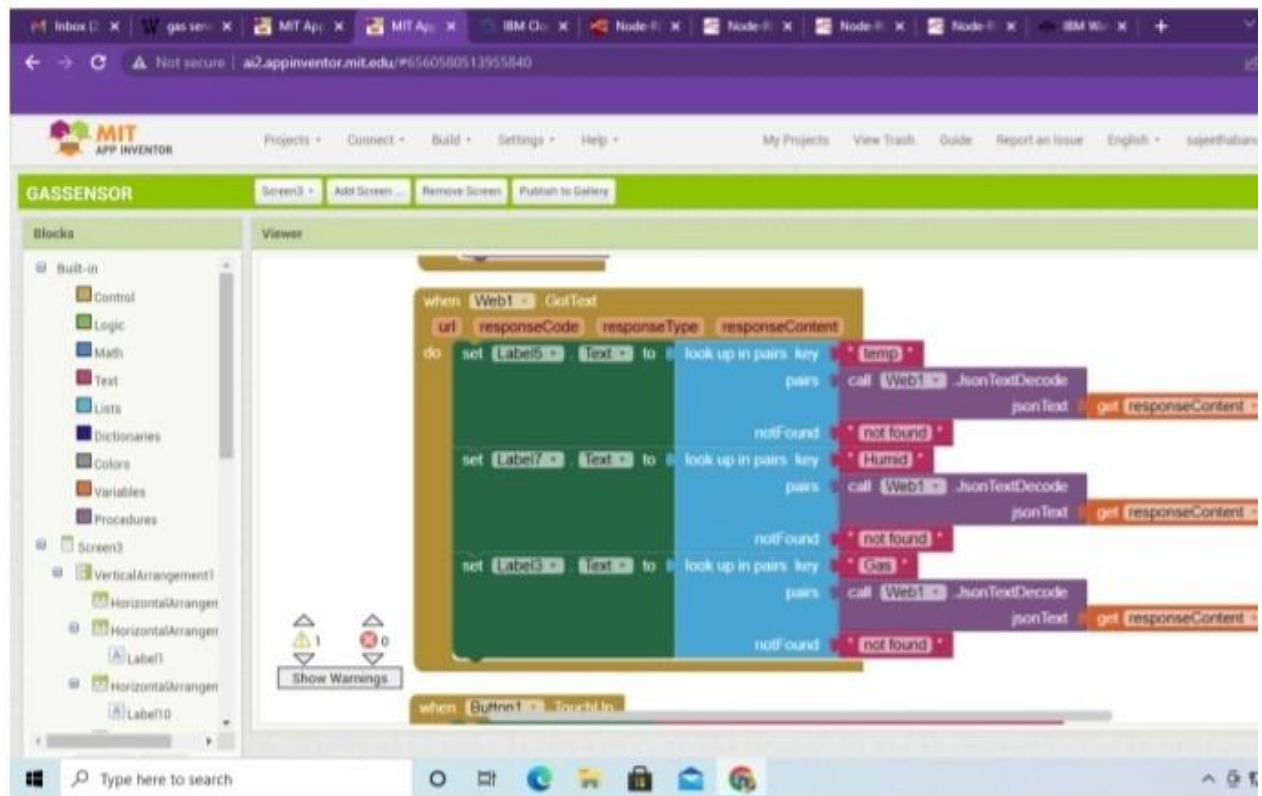 Inbox (
gas sens
MIT App
MIT App
IBM Clo
Node-R
Node-R
Node-R
Node-R
IBM W
Not secure | ai2.appinventor.mit.edu/#6560580513955840
MIT
APP INVENTOR
Projects Connect Build Settings Help My Projects View Trash Guide Report an Issue English sajeethabanu
GASSENSOR
Screen3 Add Screen ... Remove Screen Publish to Gallery
Blocks
Viewer
Built-in
Control
Logic
Math
Text
Lists
Dictionaries
Colors
Variables
Procedures
Screen3
VerticalArrangement1
HorizontalArrangen
HorizontalArrangen
Label1
HorizontalArrangen
Label10
when Web1 . GotText
url responseCode responseType responseContent
do set Label5 . Text to look up in pairs key " temp "
pairs call Web1 .JsonTextDecode
jsonText get responseContent
notFound " not found "
set Label7 . Text to look up in pairs key " Humid "
pairs call Web1 .JsonTextDecode
jsonText get responseContent
notFound " not found "
set Label3 . Text to look up in pairs key " Gas "
pairs call Web1 .JsonTextDecode
jsonText get responseContent
notFound " not found "
1 0
Show Warnings
when Button1 . TouchUp
Type here to search